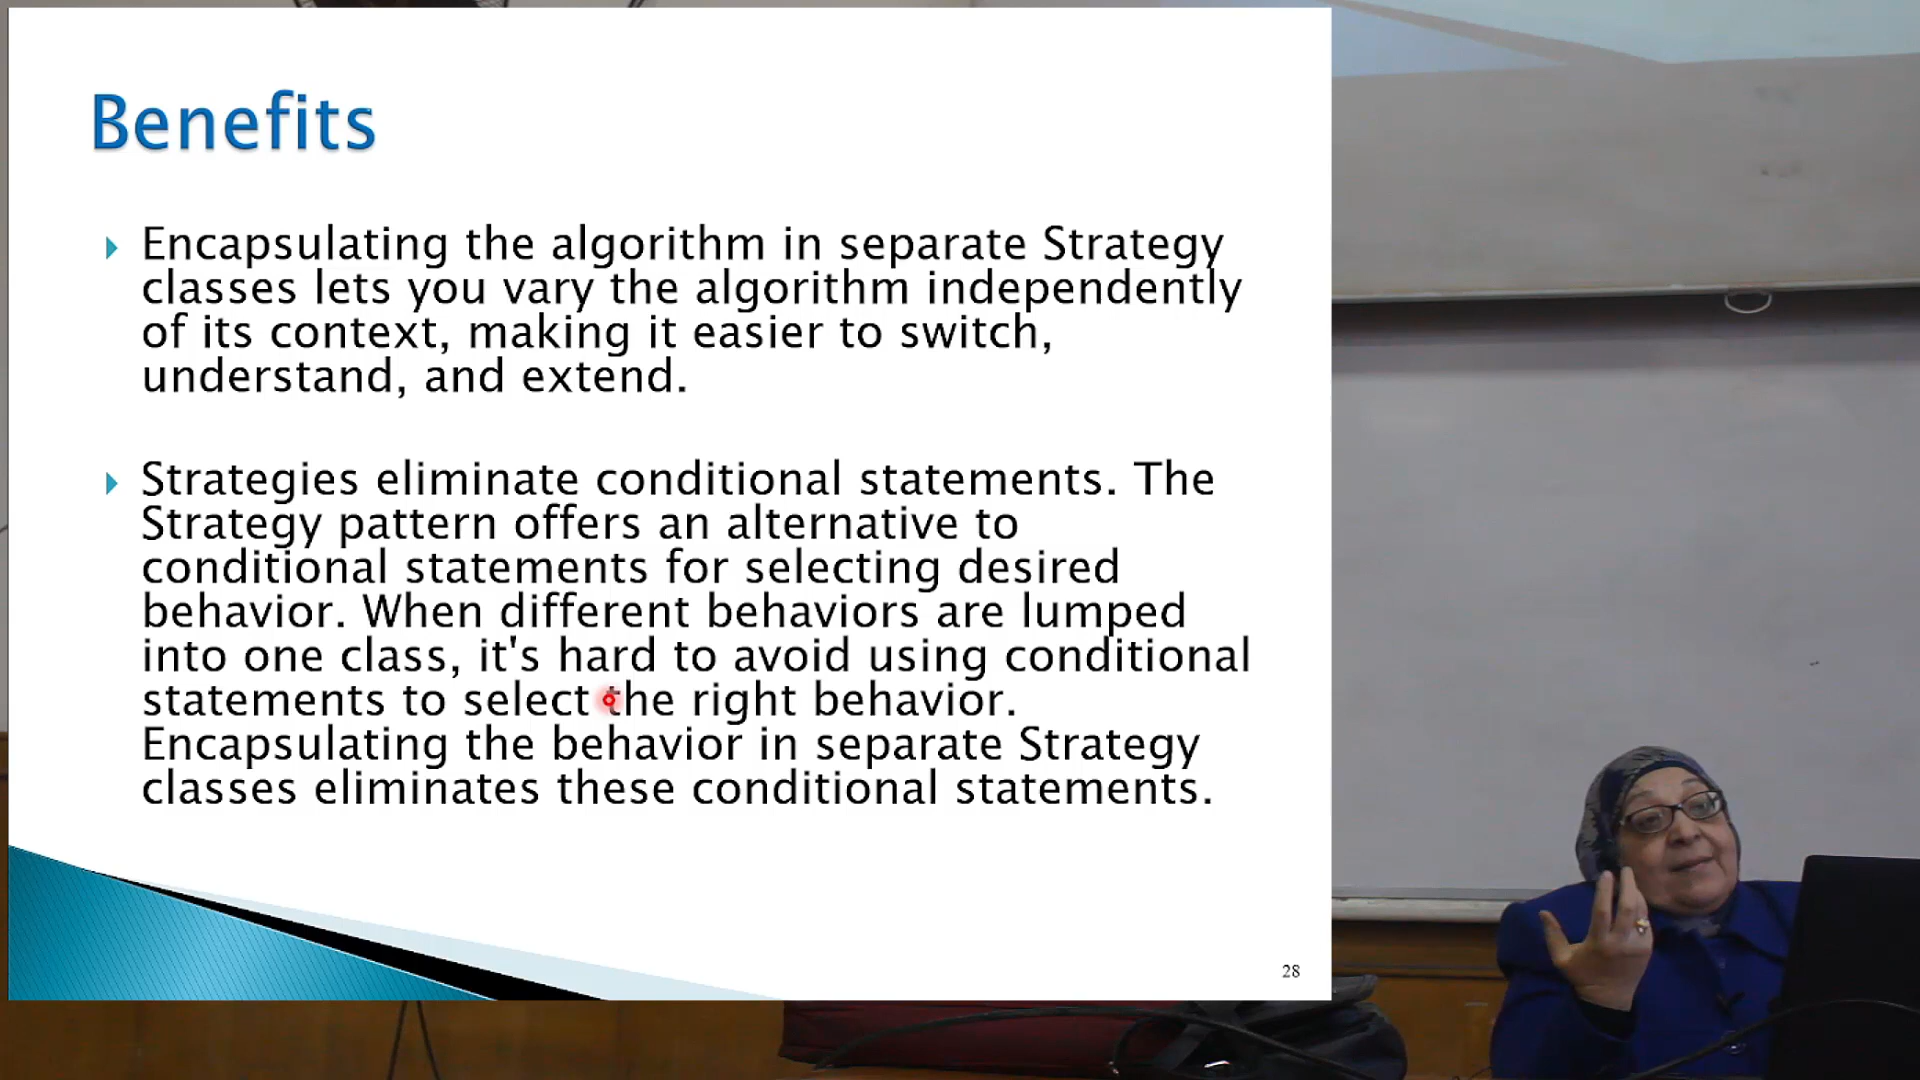 Benefits
Encapsulating the algorithm in separate Strategy
classes lets you vary the algorithm independently
of its context, making it easier to switch,
understand, and extend.
Strategies eliminate conditional statements. The
Strategy pattern offers an alternative to
conditional statements for selecting desired
behavior. When different behaviors are lumped
into one class, it's hard to avoid using conditional
statements to select the right behavior.
Encapsulating the behavior in separate Strategy
classes eliminates these conditional statements.
28